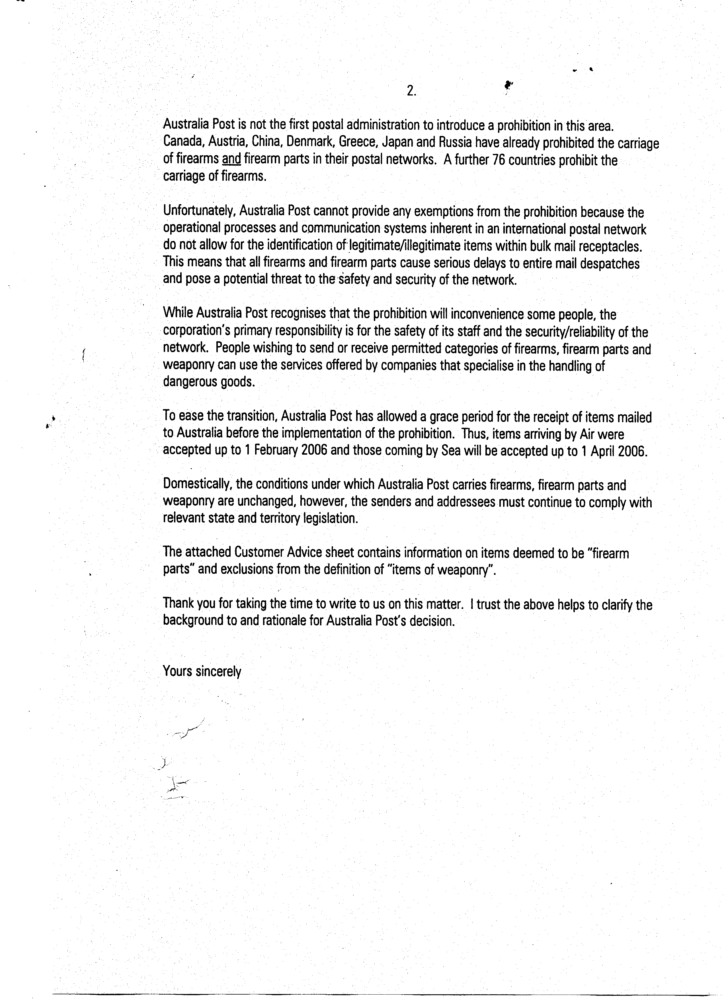 2.
Australia Post is not the first postal administration to introduce a prohibition in this area.
Canada, Austria, China, Denmark, Greece, Japan and Russia have already prohibited the carriage
of firearms and firearm parts in their postal networks.  A further 76 countries prohibit the
carriage of firearms.
Unfortunately, Australia Post cannot provide any exemptions from the prohibition because the
operational processes and communication systems inherent in an international postal network
do not allow for the identification of legitimate/illegitimate items within bulk mail receptacles.
This means that all firearms and firearm parts cause serious delays to entire mail despatches
and pose a potential threat to the safety and security of the network.
While Australia Post recognises that the prohibition will inconvenience some people, the
corporation's primary responsibility is for the safety of its staff and the security/reliability of the
network.  People wishing to send or receive permitted categories of firearms, firearm parts and
weaponry can use the services offered by companies that specialise in the handling of
dangerous goods.
To ease the transition, Australia Post has allowed a grace period for the receipt of items mailed
to Australia before the implementation of the prohibition.  Thus, items arriving by Air were
accepted up to 1 February 2006 and those coming by Sea will be accepted up to 1 April 2006.
Domestically, the conditions under which Australia Post carries firearms, firearm parts and
weaponry are unchanged, however, the senders and addressees must continue to comply with
relevant state and territory legislation.
The attached Customer Advice sheet contains information on items deemed to be "firearm
parts" and exclusions from the definition of "items of weaponry".
Thank you for taking the time to write to us on this matter.  I trust the above helps to clarify the
background to and rationale for Australia Post's decision.
Yours sincerely